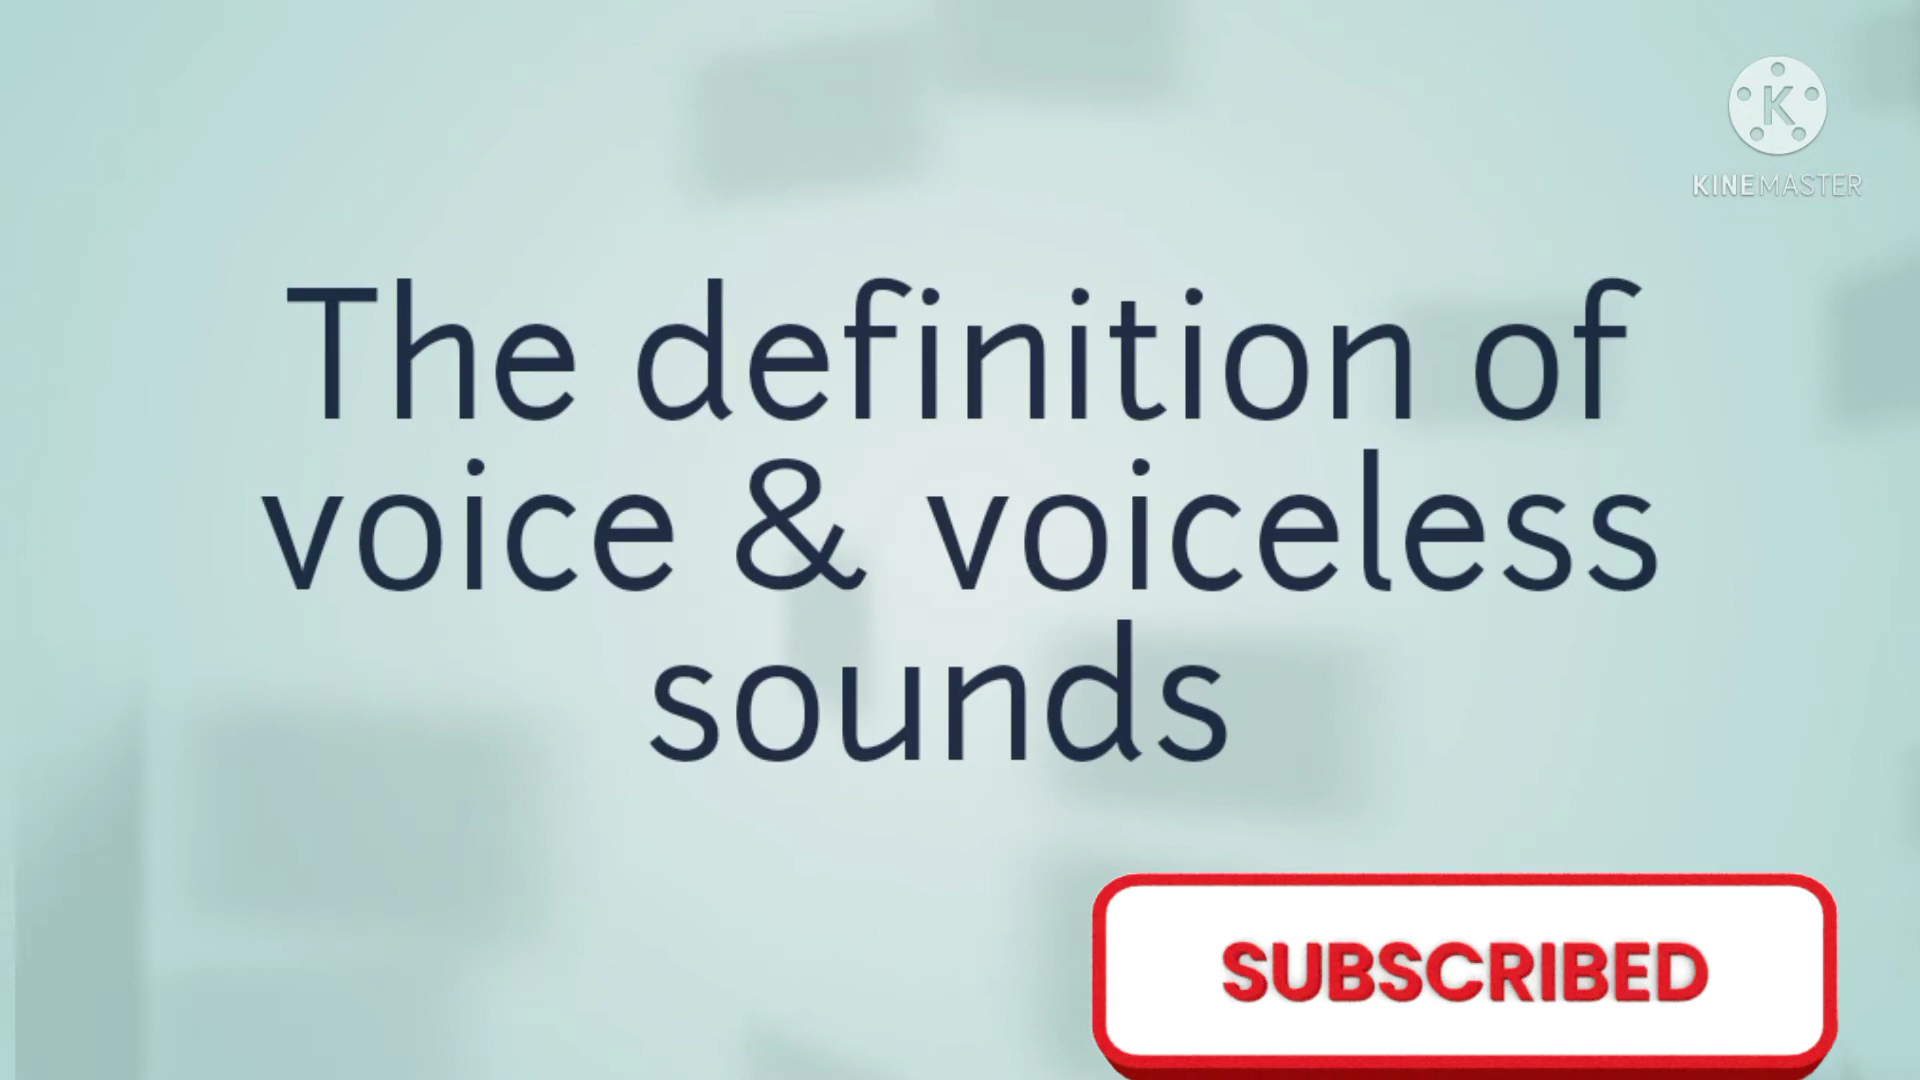 K
KINEMASTER
The definition of
voice & voiceless
sounds
SUBSCRIBED